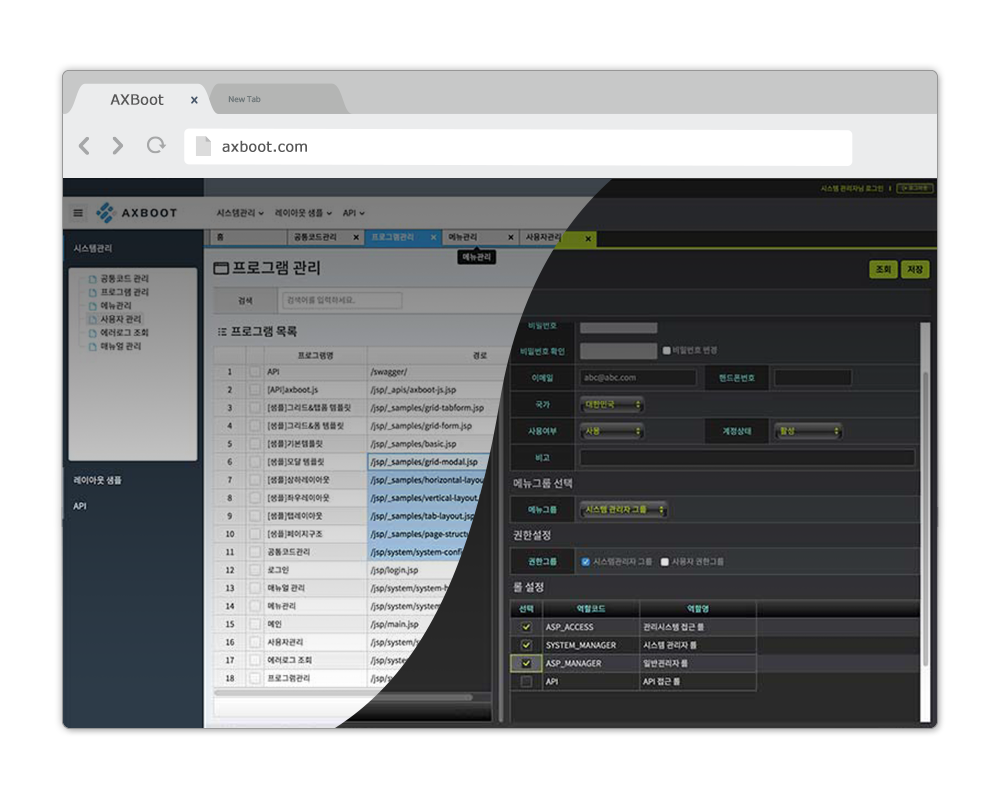 AXBoot x
New Tab
axboot.com
시스템 관리자님 로그인 | 로그아웃
AXBOOT
시스템관리 레이아웃 샘플 API
홈 공통코드관리 x 프로그램관리 x 메뉴관리 x 사용자관리 x
메뉴관리
시스템관리
공통코드 관리
프로그램 관리
메뉴관리
사용자 관리
에러로그 조회
매뉴얼 관리
레이아웃 샘플
API
프로그램 관리
검색 검색어를 입력하세요.
프로그램 목록
프로그램명 경로
1 API /swagger/
2 [API]axboot.js /jsp/_apis/axboot-js.jsp
3 [샘플]그리드&탭폼 템플릿 /jsp/_samples/grid-tabform.jsp
4 [샘플]그리드&폼 템플릿 /jsp/_samples/grid-form.jsp
5 [샘플]기본템플릿 /jsp/_samples/basic.jsp
6 [샘플]모달 템플릿 /jsp/_samples/grid-modal.jsp
7 [샘플]상하레이아웃 /jsp/_samples/horizontal-layou
8 [샘플]좌우레이아웃 /jsp/_samples/vertical-layout.
9 [샘플]탭레이아웃 /jsp/_samples/tab-layout.jsp
10 [샘플]페이지구조 /jsp/_samples/page-struct
11 공통코드관리 /jsp/system/system-confi
12 로그인 /jsp/login.jsp
13 매뉴얼 관리 /jsp/system/system-h
14 메뉴관리 /jsp/system/system
15 메인 /jsp/main.jsp
16 사용자관리 /jsp/system/s
17 에러로그 조회 /jsp/syste
18 프로그램관리 /jsp/sy
조회 저장
비밀번호
비밀번호 확인 비밀번호 변경
이메일 abc@abc.com 핸드폰번호
국가 대한민국
사용여부 사용 계정상태 활성
비고
메뉴그룹 선택
메뉴그룹 시스템 관리자 그룹
권한설정
권한그룹 시스템관리자 그룹 사용자 권한그룹
롤 설정
선택 역할코드 역할명
ASP_ACCESS 관리시스템 접근 롤
SYSTEM_MANAGER 시스템 관리자 롤
ASP_MANAGER 일반관리자 롤
API API 접근 롤